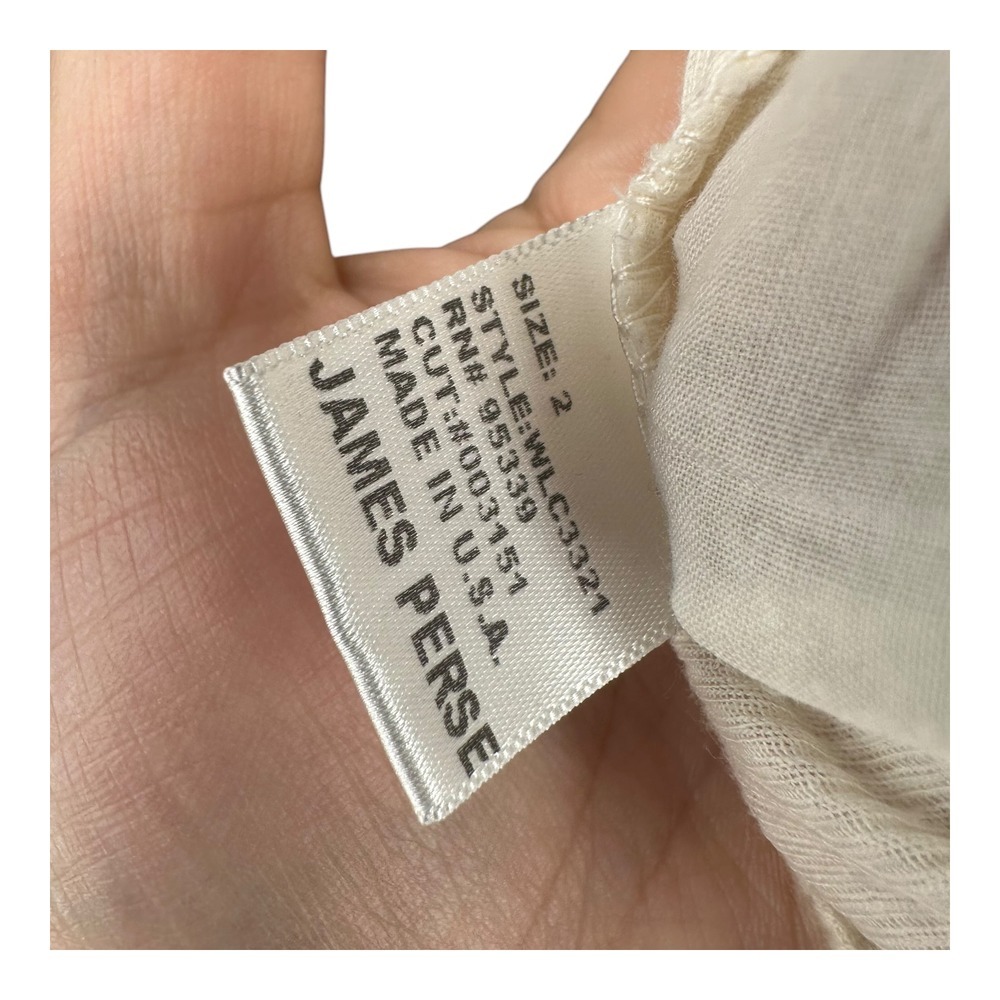 SIZE: 2
STYLE:WLC3321
RN# 95339
CUT:#003151
MADE IN U.S.A.
JAMES PERSE